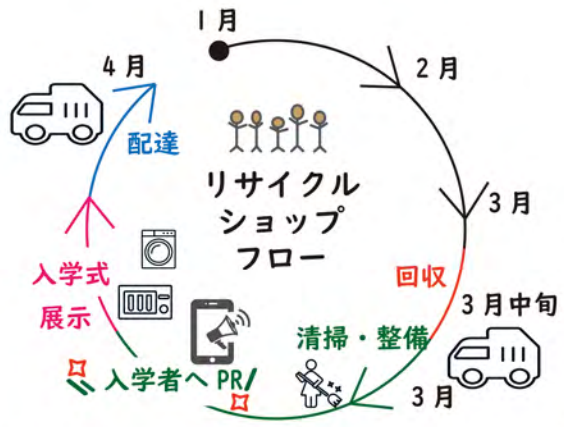 1月
2月
3月
回収
3月中旬
清掃・整備
3月
入学者へPR
入学式
展示
配達
4月
リサイクル
ショップ
フロー